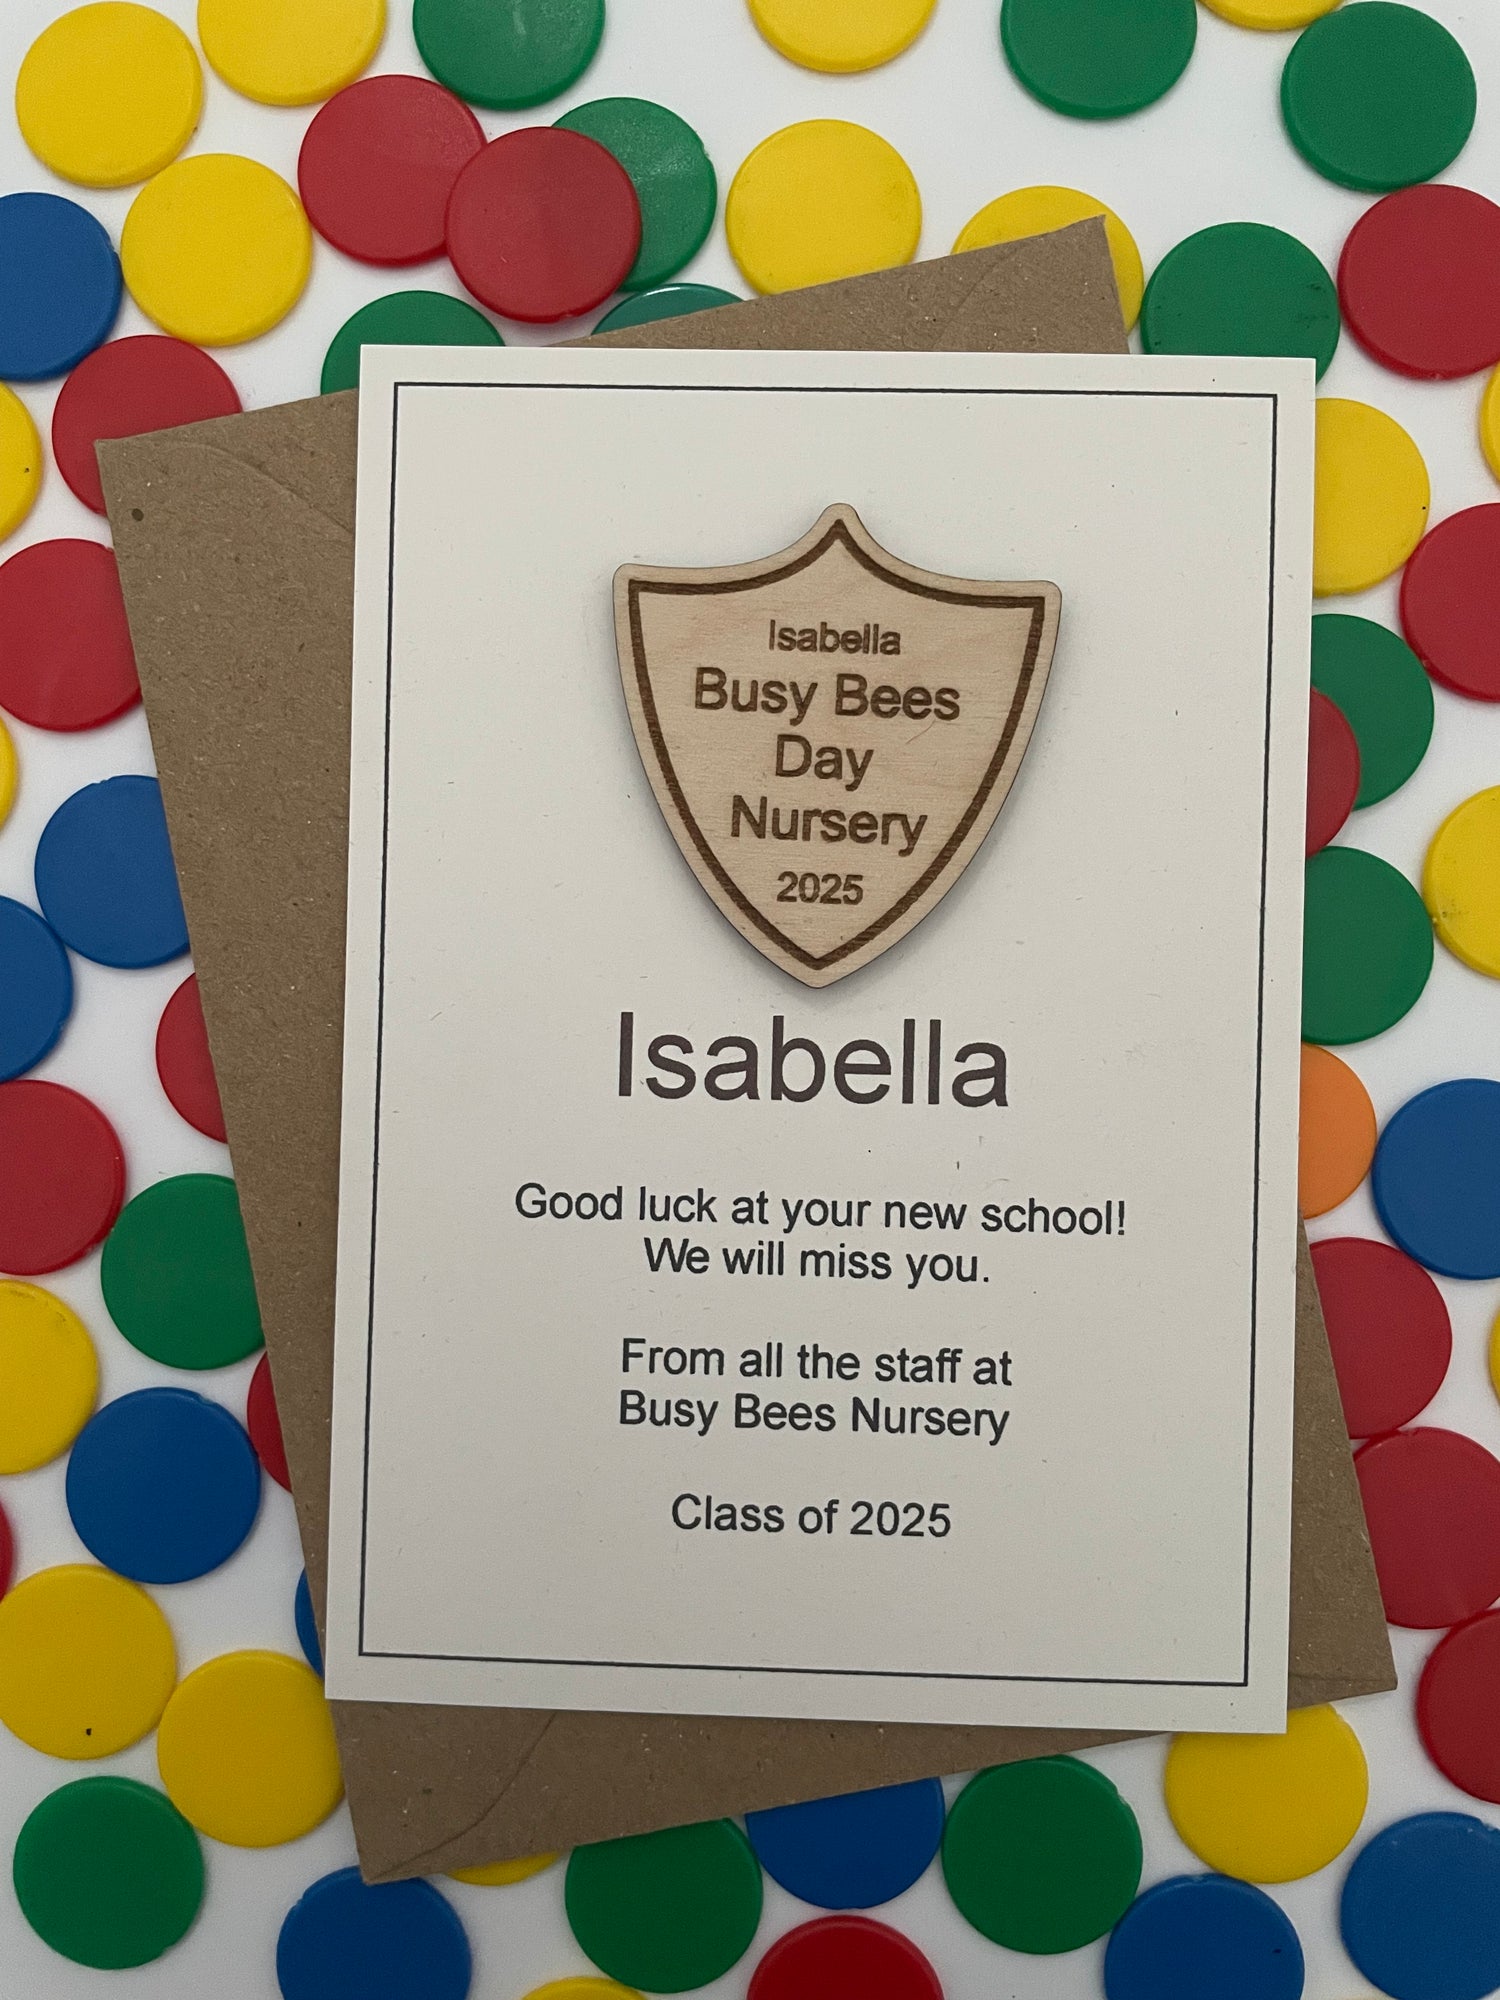 Isabella
Busy Bees
Day
Nursery
2025
Isabella
Good luck at your new school!
We will miss you.
From all the staff at
Busy Bees Nursery
Class of 2025